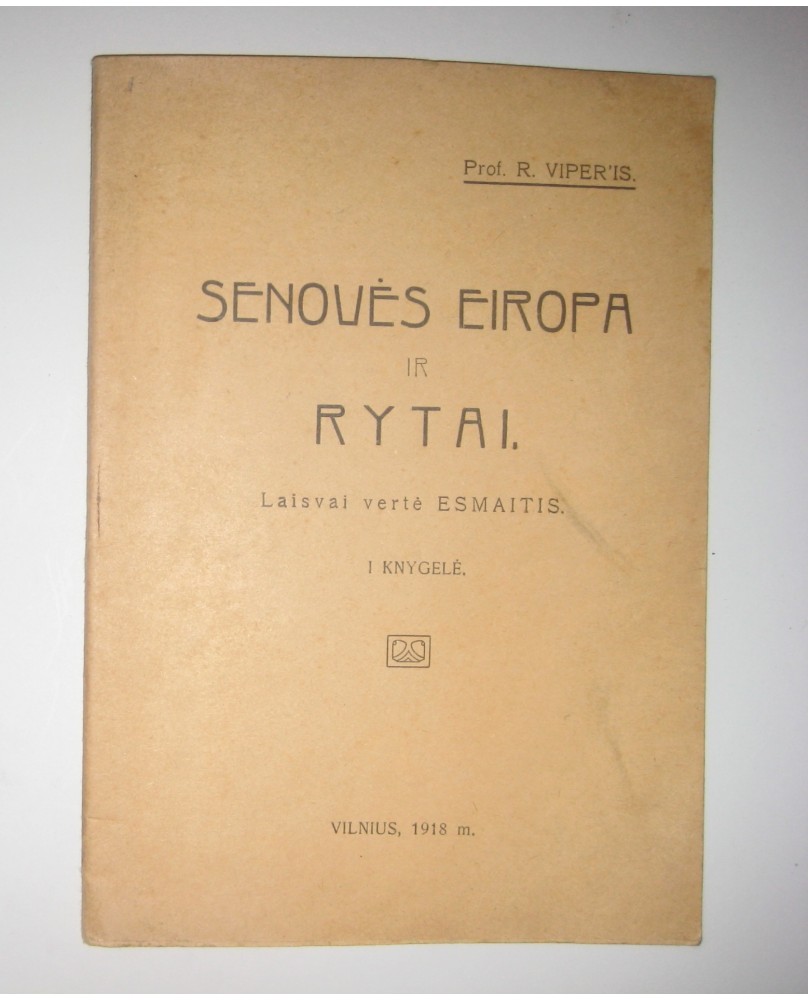 Prof. R. VIPER'IS.
SENOVĖS EIROPA
IR
RYTAI.
Laisvai vertė ESMAITIS.
I KNYGELĖ.
VILNIUS, 1918 m.